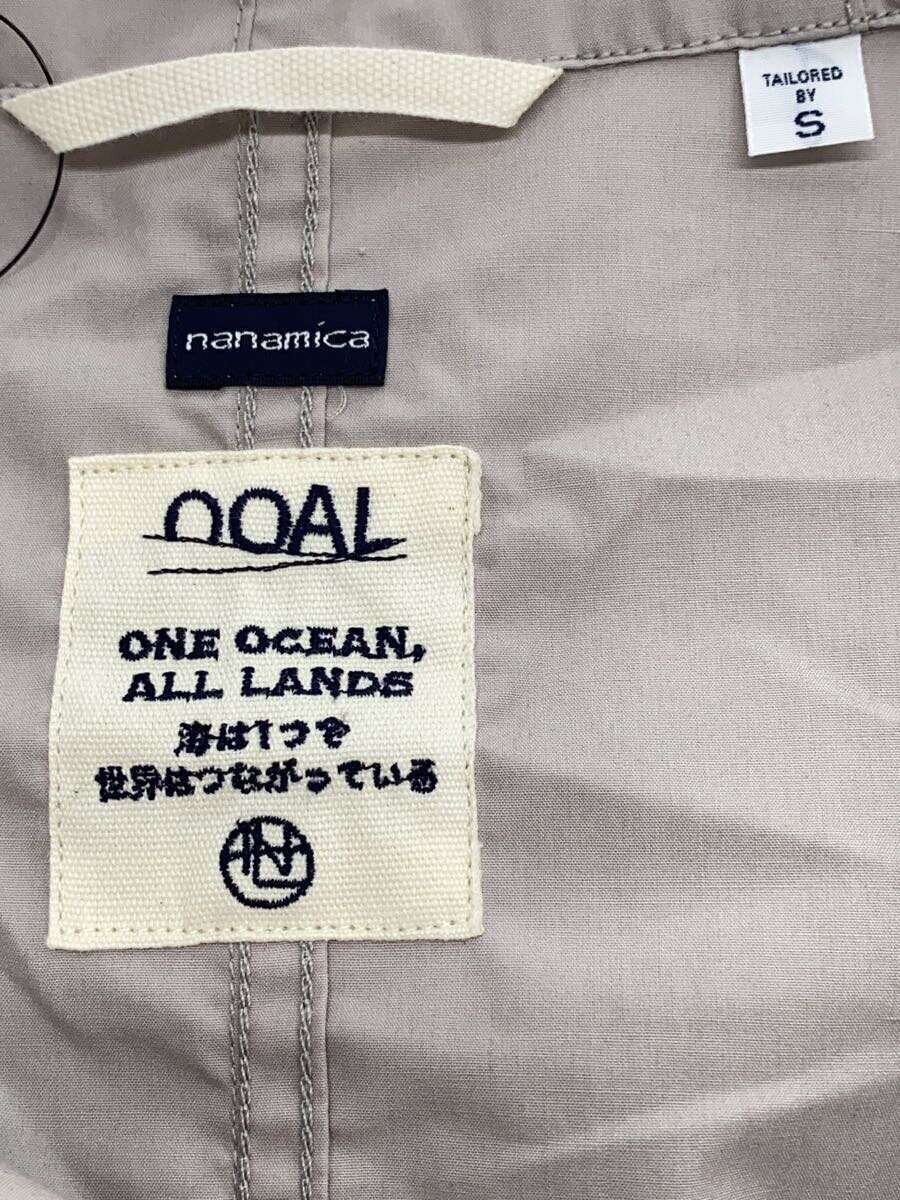 TAILORED
BY
S
nanamica
OOAL
ONE OCEAN,
ALL LANDS
海は1つで
世界はつながっている